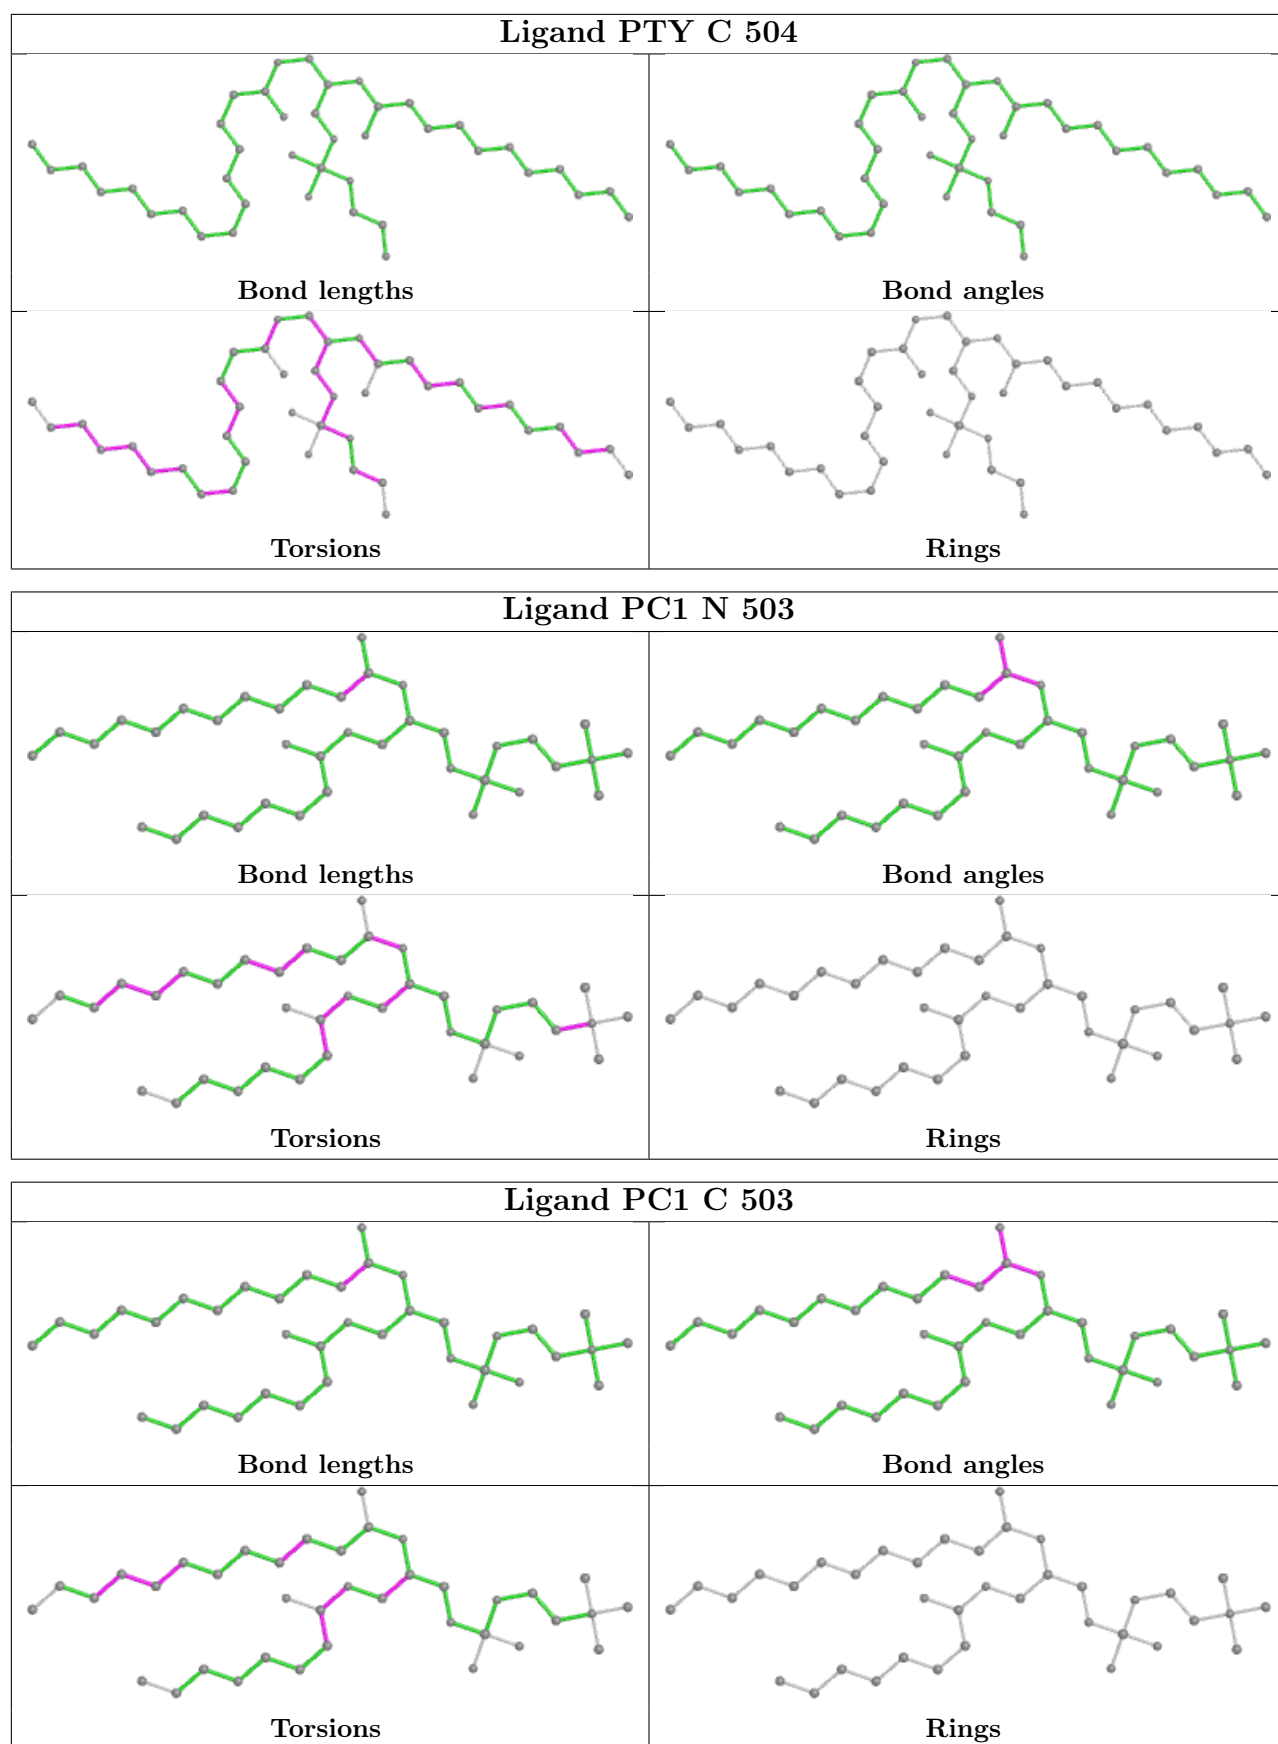 Ligand PTY C 504
Bond lengths
Bond angles
Torsions
Rings
Ligand PC1 N 503
Bond lengths
Bond angles
Torsions
Rings
Ligand PC1 C 503
Bond lengths
Bond angles
Torsions
Rings